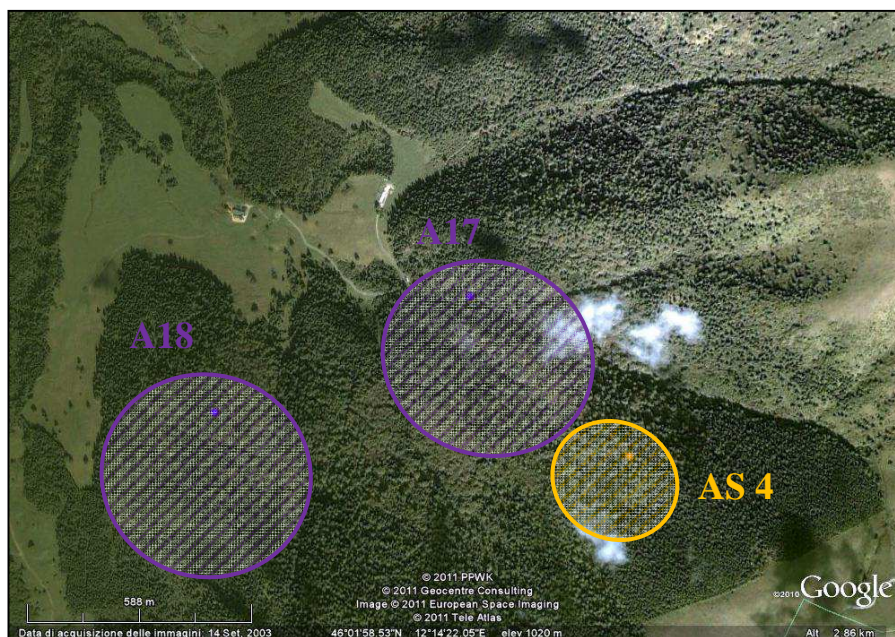 A17
A18
AS 4
© 2011 PPWK
© 2011 Geocentre Consulting
Image © 2011 European Space Imaging
© 2011 Tele Atlas
©2010 Google
588 m
Data di acquisizione delle immagini: 14 Set, 2003 46°01'58.53"N 12°14'22.05"E elev 1020 m Alt 2.86 km